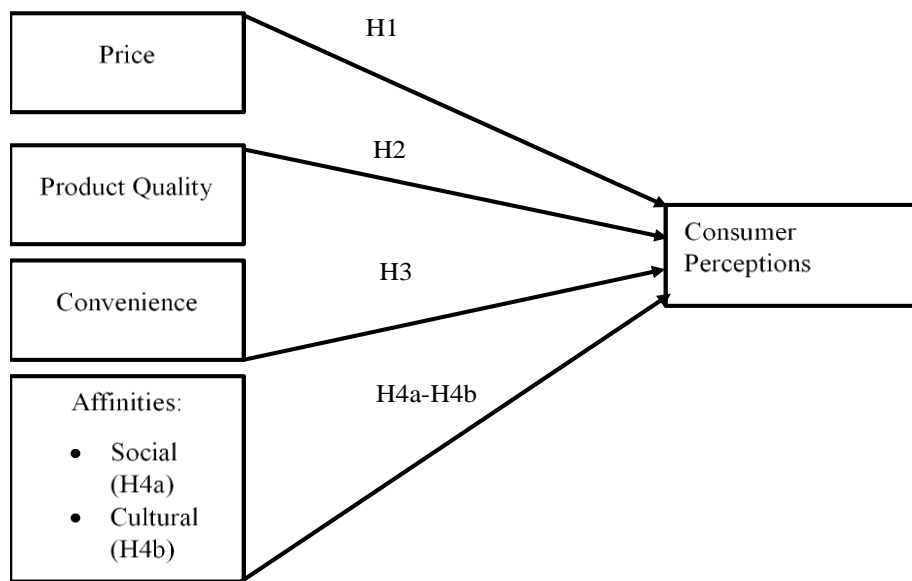 Price
H1
Product Quality
H2
Convenience
H3
Affinities:
• Social
(H4a)
• Cultural
(H4b)
H4a-H4b
Consumer
Perceptions